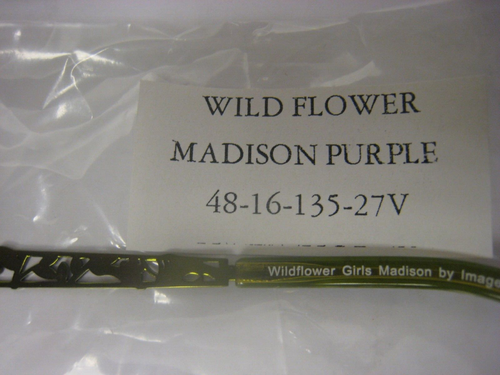 WILD FLOWER
MADISON PURPLE
48-16-135-27V
Wildflower Girls Madison by Image